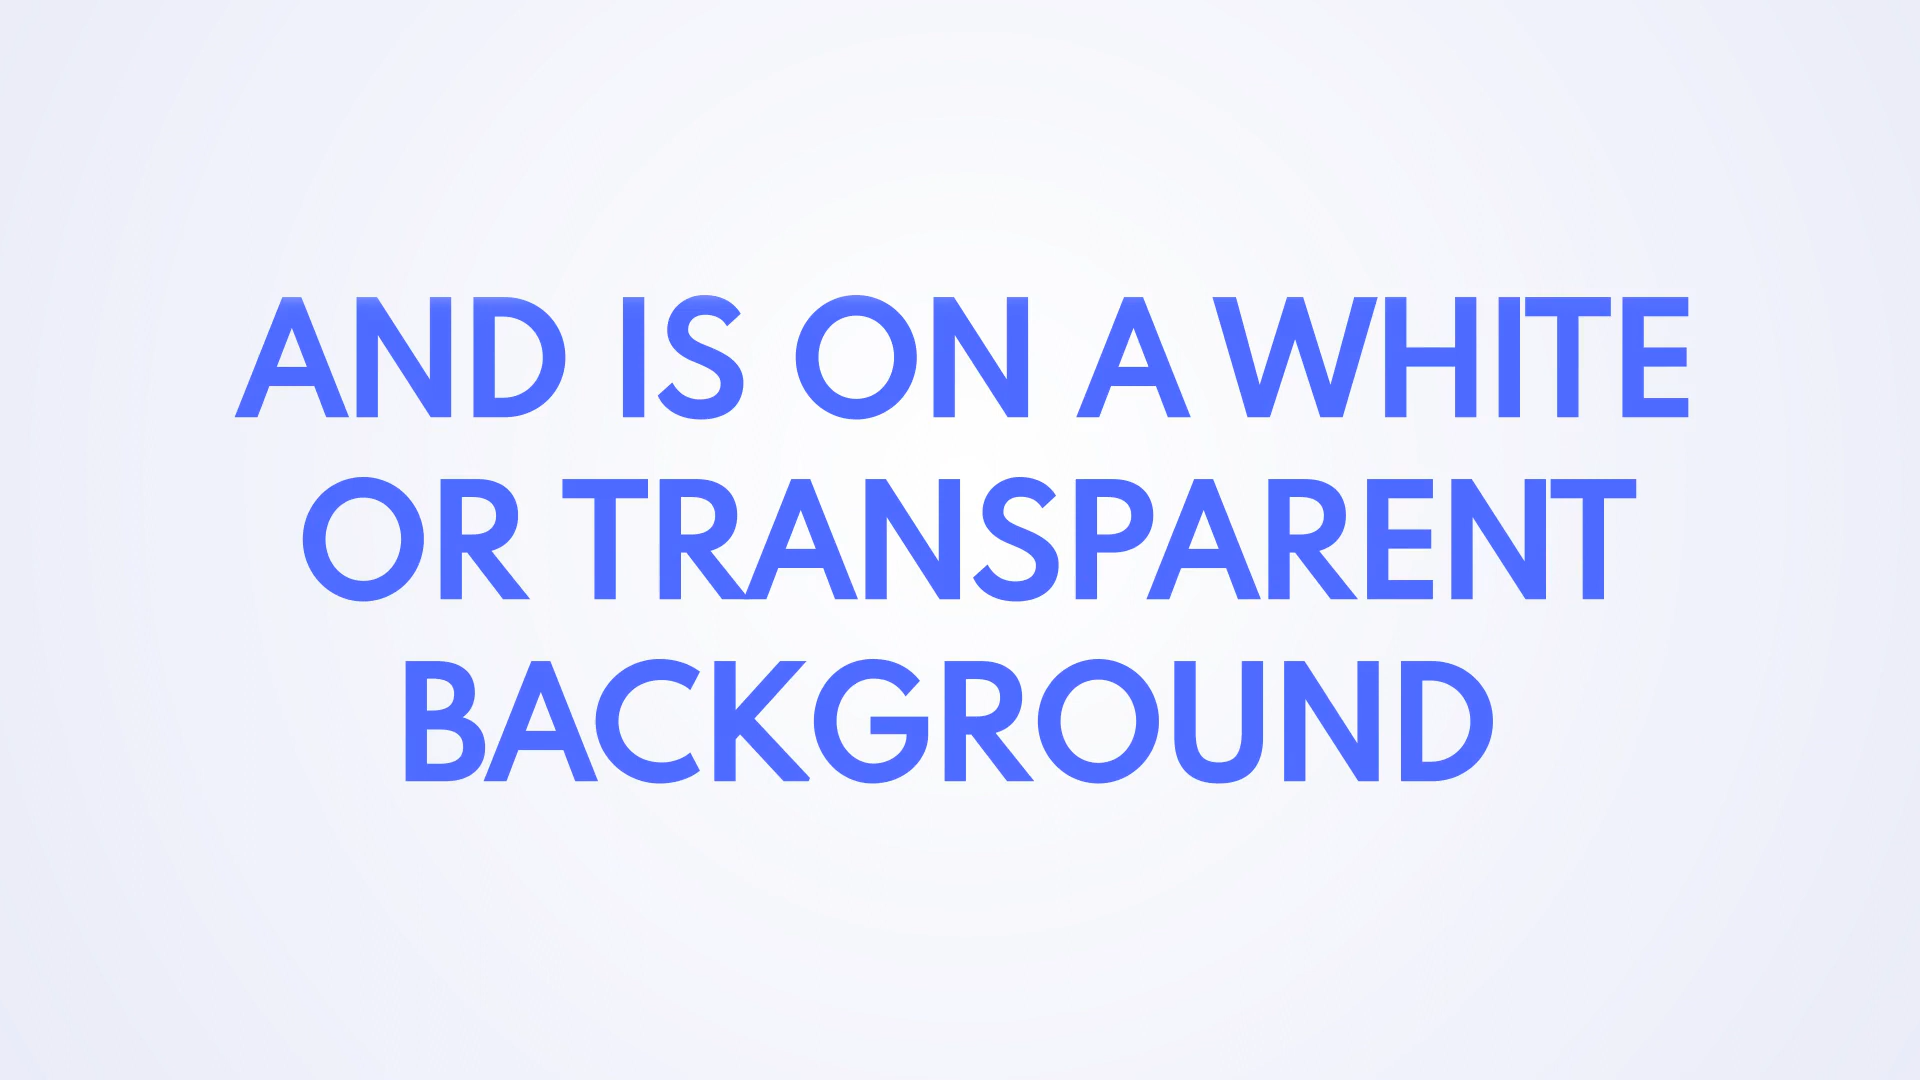 AND IS ON A WHITE
OR TRANSPARENT
BACKGROUND